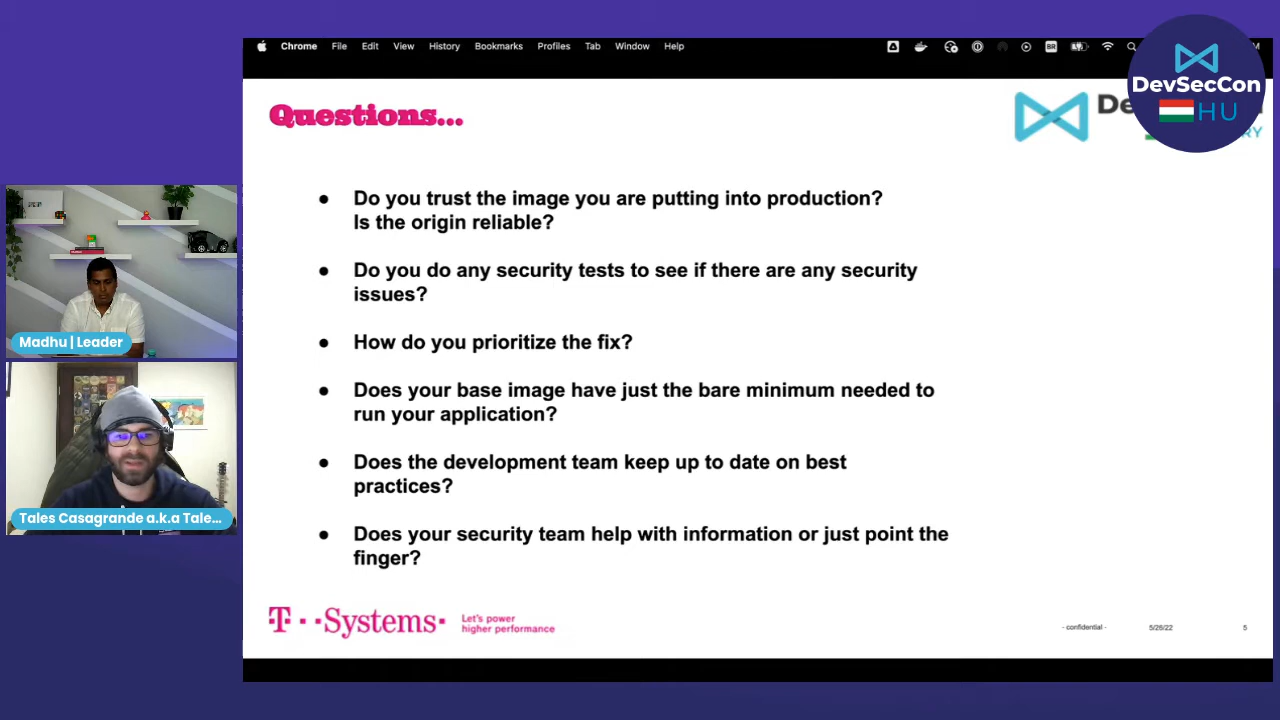 Chrome File Edit View History Bookmarks Profiles Tab Window Help
BR
DevSecCon
HU
Questions...
● Do you trust the image you are putting into production?
Is the origin reliable?
● Do you do any security tests to see if there are any security
issues?
● How do you prioritize the fix?
● Does your base image have just the bare minimum needed to
run your application?
● Does the development team keep up to date on best
practices?
● Does your security team help with information or just point the
finger?
Madhu | Leader
Tales Casagrande a.k.a Tale...
T · · Systems ·
Let's power
higher performance
- confidential -
5/26/22
5